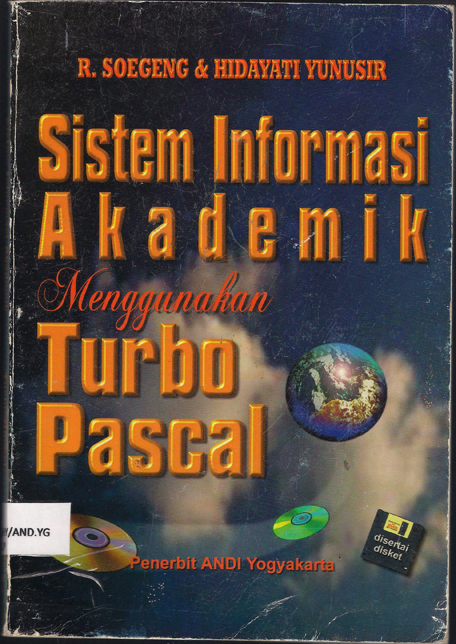 R. SOEGENG & HIDAYATI YUNUSIR
Sistem Informasi
Akademik
Menggunakan
Turbo
Pascal
/AND.YG
disertai
disket
Penerbit ANDI Yogyakarta